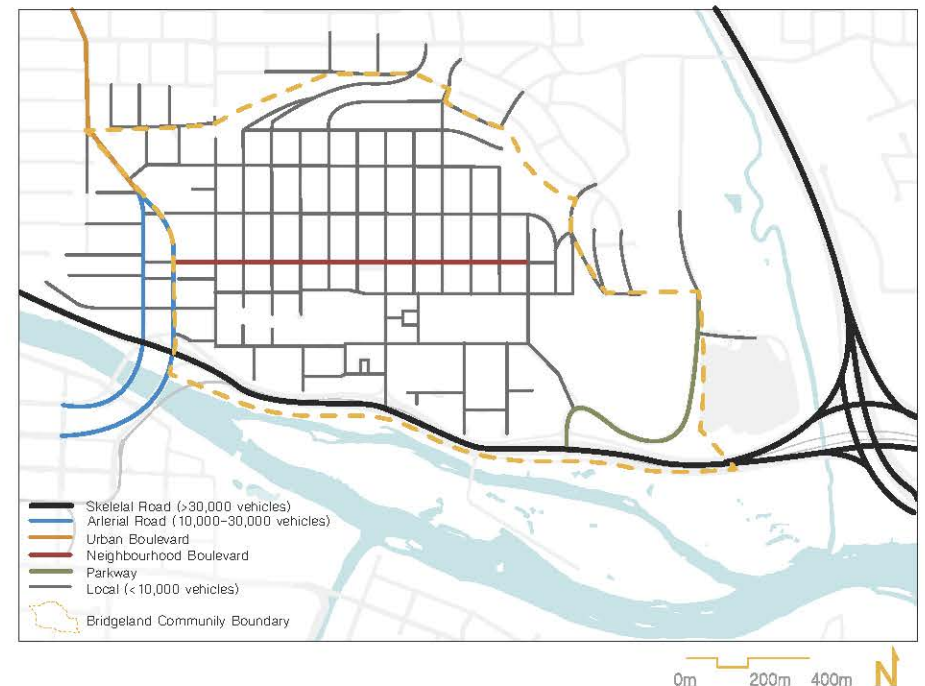 Skelelal Road (>30,000 vehicles)
Arlerial Road (10,000-30,000 vehicles)
Urban Boulevard
Neighbourhood Boulevard
Parkway
Local (<10,000 vehicles)
Bridgeland Community Boundary
0m 200m 400m N